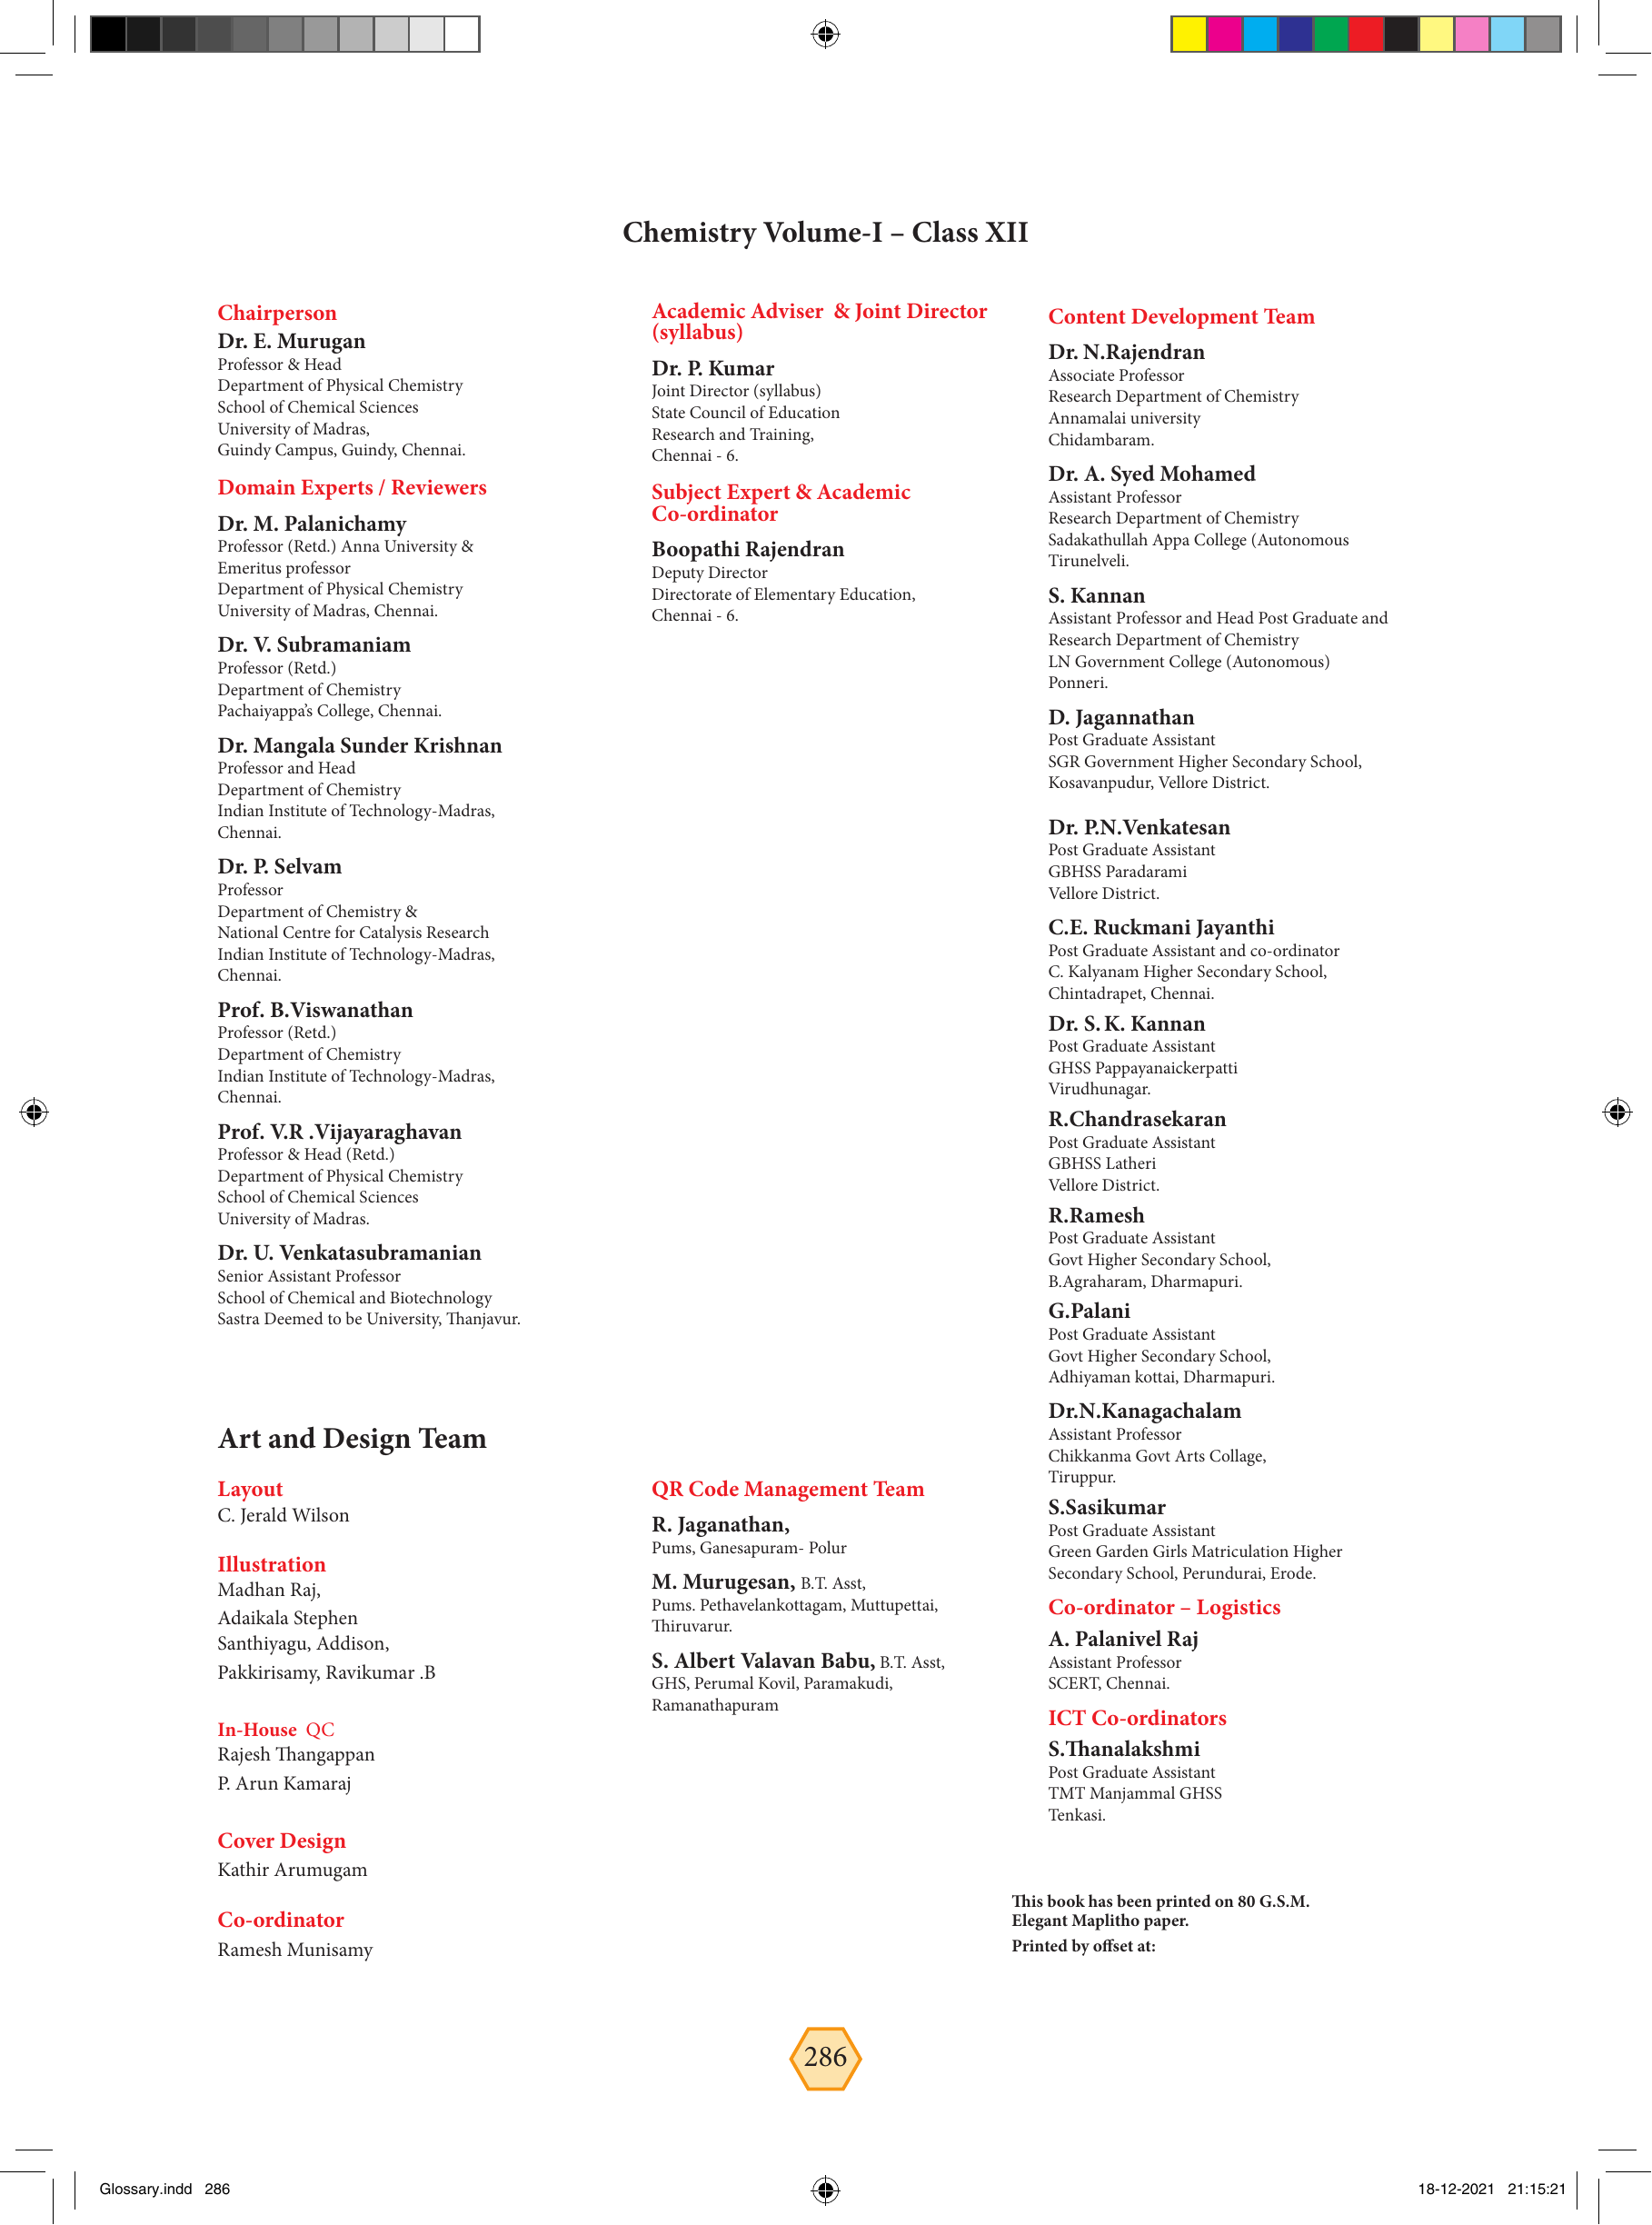 Chemistry Volume-I – Class XII
Chairperson
Dr. E. Murugan
Professor & Head
Department of Physical Chemistry
School of Chemical Sciences
University of Madras,
Guindy Campus, Guindy, Chennai.
Domain Experts / Reviewers
Dr. M. Palanichamy
Professor (Retd.) Anna University &
Emeritus professor
Department of Physical Chemistry
University of Madras, Chennai.
Dr. V. Subramaniam
Professor (Retd.)
Department of Chemistry
Pachaiyappa’s College, Chennai.
Dr. Mangala Sunder Krishnan
Professor and Head
Department of Chemistry
Indian Institute of Technology-Madras,
Chennai.
Dr. P. Selvam
Professor
Department of Chemistry &
National Centre for Catalysis Research
Indian Institute of Technology-Madras,
Chennai.
Prof. B.Viswanathan
Professor (Retd.)
Department of Chemistry
Indian Institute of Technology-Madras,
Chennai.
Prof. V.R .Vijayaraghavan
Professor & Head (Retd.)
Department of Physical Chemistry
School of Chemical Sciences
University of Madras.
Dr. U. Venkatasubramanian
Senior Assistant Professor
School of Chemical and Biotechnology
Sastra Deemed to be University, Thanjavur.
Academic Adviser & Joint Director
(syllabus)
Dr. P. Kumar
Joint Director (syllabus)
State Council of Education
Research and Training,
Chennai - 6.
Subject Expert & Academic
Co-ordinator
Boopathi Rajendran
Deputy Director
Directorate of Elementary Education,
Chennai - 6.
Content Development Team
Dr. N.Rajendran
Associate Professor
Research Department of Chemistry
Annamalai university
Chidambaram.
Dr. A. Syed Mohamed
Assistant Professor
Research Department of Chemistry
Sadakathullah Appa College (Autonomous
Tirunelveli.
S. Kannan
Assistant Professor and Head Post Graduate and
Research Department of Chemistry
LN Government College (Autonomous)
Ponneri.
D. Jagannathan
Post Graduate Assistant
SGR Government Higher Secondary School,
Kosavanpudur, Vellore District.
Dr. P.N.Venkatesan
Post Graduate Assistant
GBHSS Paradarami
Vellore District.
C.E. Ruckmani Jayanthi
Post Graduate Assistant and co-ordinator
C. Kalyanam Higher Secondary School,
Chintadrapet, Chennai.
Dr. S. K. Kannan
Post Graduate Assistant
GHSS Pappayanaickerpatti
Virudhunagar.
R.Chandrasekaran
Post Graduate Assistant
GBHSS Latheri
Vellore District.
R.Ramesh
Post Graduate Assistant
Govt Higher Secondary School,
B.Agraharam, Dharmapuri.
G.Palani
Post Graduate Assistant
Govt Higher Secondary School,
Adhiyaman kottai, Dharmapuri.
Dr.N.Kanagachalam
Assistant Professor
Chikkanma Govt Arts Collage,
Tiruppur.
S.Sasikumar
Post Graduate Assistant
Green Garden Girls Matriculation Higher
Secondary School, Perundurai, Erode.
Co-ordinator – Logistics
A. Palanivel Raj
Assistant Professor
SCERT, Chennai.
ICT Co-ordinators
S.Thanalakshmi
Post Graduate Assistant
TMT Manjammal GHSS
Tenkasi.
Art and Design Team
Layout
C. Jerald Wilson
Illustration
Madhan Raj,
Adaikala Stephen
Santhiyagu, Addison,
Pakkirisamy, Ravikumar .B
In-House QC
Rajesh Thangappan
P. Arun Kamaraj
Cover Design
Kathir Arumugam
Co-ordinator
Ramesh Munisamy
QR Code Management Team
R. Jaganathan,
Pums, Ganesapuram- Polur
M. Murugesan, B.T. Asst,
Pums. Pethavelankottagam, Muttupettai,
Thiruvarur.
S. Albert Valavan Babu, B.T. Asst,
GHS, Perumal Kovil, Paramakudi,
Ramanathapuram
This book has been printed on 80 G.S.M.
Elegant Maplitho paper.
Printed by offset at:
286
Glossary.indd 286
18-12-2021 21:15:21